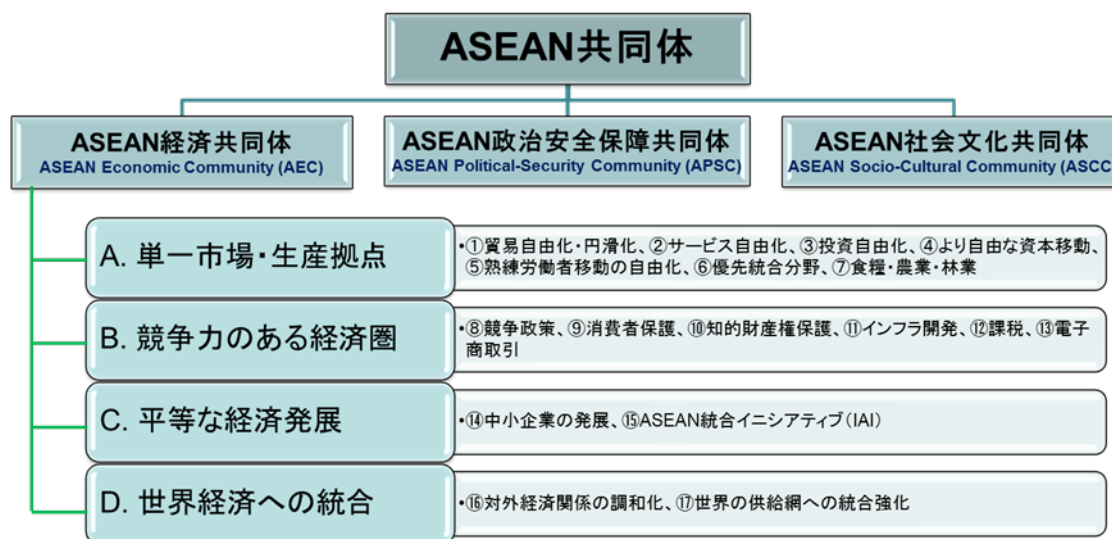 ASEAN共同体
ASEAN経済共同体
ASEAN Economic Community (AEC)
ASEAN政治安全保障共同体
ASEAN Political-Security Community (APSC)
ASEAN社会文化共同体
ASEAN Socio-Cultural Community (ASCC
A. 単一市場・生産拠点
・①貿易自由化・円滑化、②サービス自由化、③投資自由化、④より自由な資本移動、
⑤熟練労働者移動の自由化、⑥優先統合分野、⑦食糧・農業・林業
B. 競争力のある経済圏
・⑧競争政策、⑨消費者保護、⑩知的財産権保護、⑪インフラ開発、⑫課税、⑬電子
商取引
C. 平等な経済発展
・⑭中小企業の発展、⑮ASEAN統合イニシアティブ（IAI）
D. 世界経済への統合
・⑯対外経済関係の調和化、⑰世界の供給網への統合強化